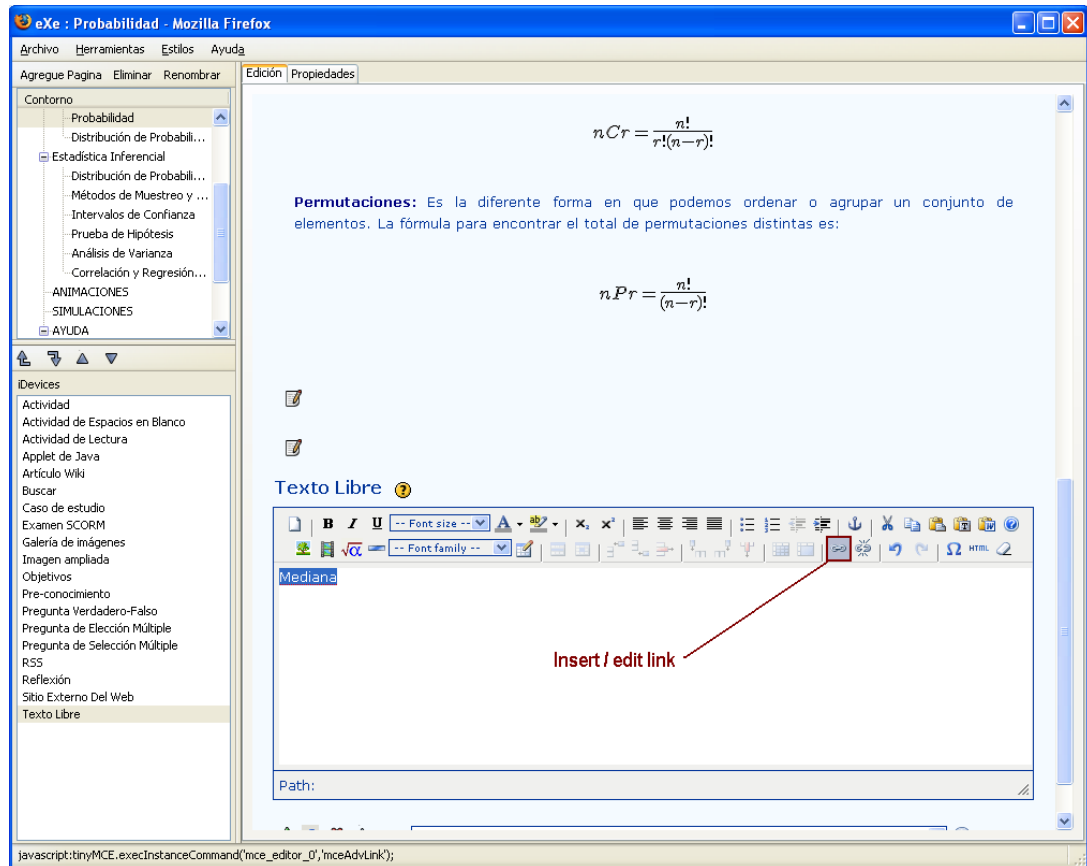 eXe : Probabilidad - Mozilla Firefox
Archivo Herramientas Estilos Ayuda
Agregue Pagina Eliminar Renombrar
Contorno
Probabilidad
Distribución de Probabili...
Estadística Inferencial
Distribución de Probabili...
Métodos de Muestreo y ...
Intervalos de Confianza
Prueba de Hipótesis
Análisis de Varianza
Correlación y Regresión...
ANIMACIONES
SIMULACIONES
AYUDA
iDevices
Actividad
Actividad de Espacios en Blanco
Actividad de Lectura
Applet de Java
Artículo Wiki
Buscar
Caso de estudio
Examen SCORM
Galería de imágenes
Imagen ampliada
Objetivos
Pre-conocimiento
Pregunta Verdadero-Falso
Pregunta de Elección Múltiple
Pregunta de Selección Múltiple
RSS
Reflexión
Sitio Externo Del Web
Texto Libre
Edición Propiedades
nCr = n! / r!(n−r)!
Permutaciones: Es la diferente forma en que podemos ordenar o agrupar un conjunto de
elementos. La fórmula para encontrar el total de permutaciones distintas es:
nPr = n! / (n−r)!
Texto Libre ?
B I U -- Font size -- A ab x₂ x²
√α -- Font family -- Ω HTML
Mediana
Insert / edit link
Path:
javascript:tinyMCE.execInstanceCommand('mce_editor_0','mceAdvLink');